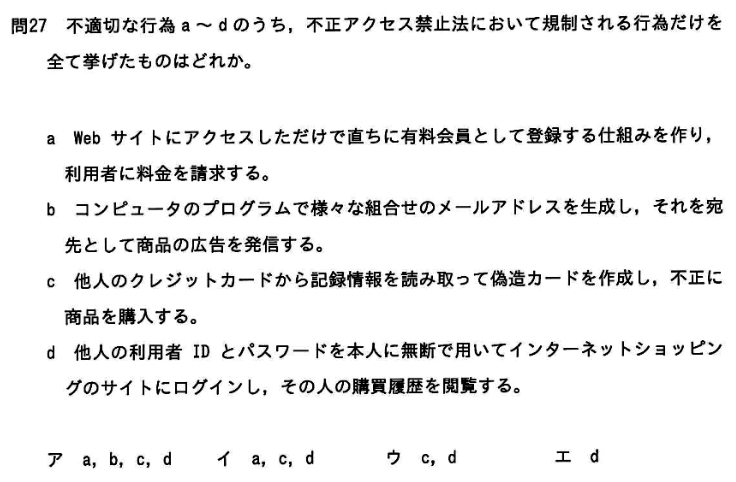 問27　不適切な行為 a ～ d のうち，不正アクセス禁止法において規制される行為だけを
全て挙げたものはどれか。
a　Web サイトにアクセスしただけで直ちに有料会員として登録する仕組みを作り，
利用者に料金を請求する。
b　コンピュータのプログラムで様々な組合せのメールアドレスを生成し，それを宛
先として商品の広告を発信する。
c　他人のクレジットカードから記録情報を読み取って偽造カードを作成し，不正に
商品を購入する。
d　他人の利用者 ID とパスワードを本人に無断で用いてインターネットショッピン
グのサイトにログインし，その人の購買履歴を閲覧する。
ア　a, b, c, d　　イ　a, c, d　　ウ　c, d　　エ　d